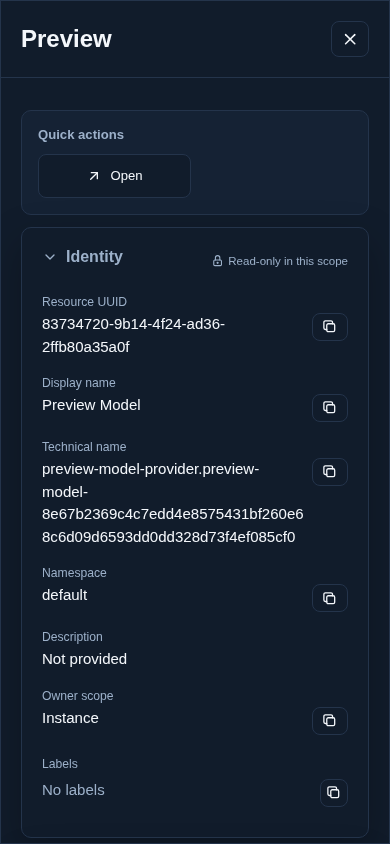 Preview
Quick actions
Open
Identity
Read-only in this scope
Resource UUID
83734720-9b14-4f24-ad36-
2ffb80a35a0f
Display name
Preview Model
Technical name
preview-model-provider.preview-
model-
8e67b2369c4c7edd4e8575431bf260e6
8c6d09d6593dd0dd328d73f4ef085cf0
Namespace
default
Description
Not provided
Owner scope
Instance
Labels
No labels